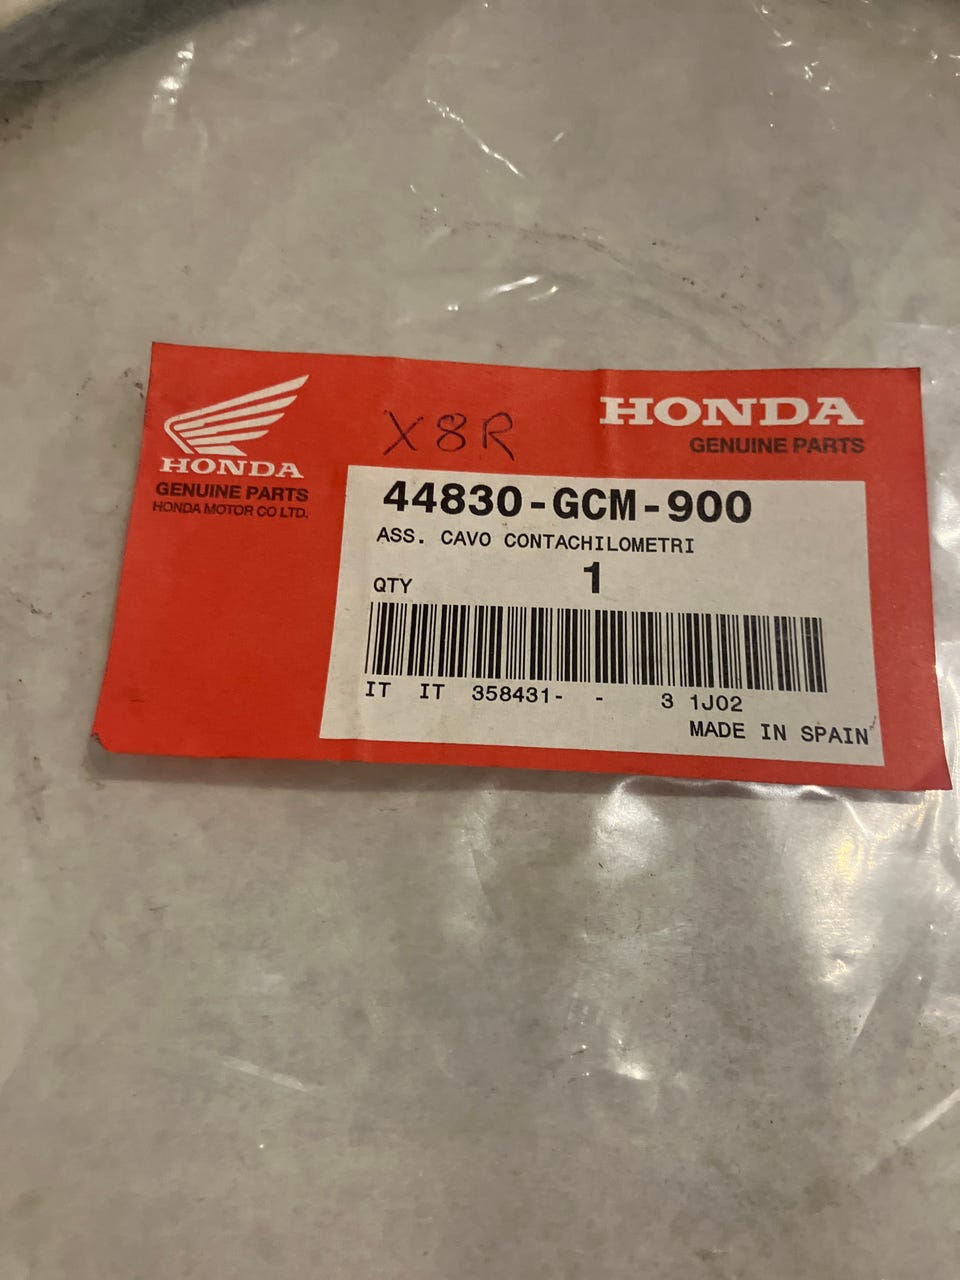 HONDA
GENUINE PARTS
HONDA MOTOR CO LTD.
X8R
HONDA
GENUINE PARTS
44830-GCM-900
ASS. CAVO CONTACHILOMETRI
QTY 1
IT IT 358431- - 3 1J02
MADE IN SPAIN